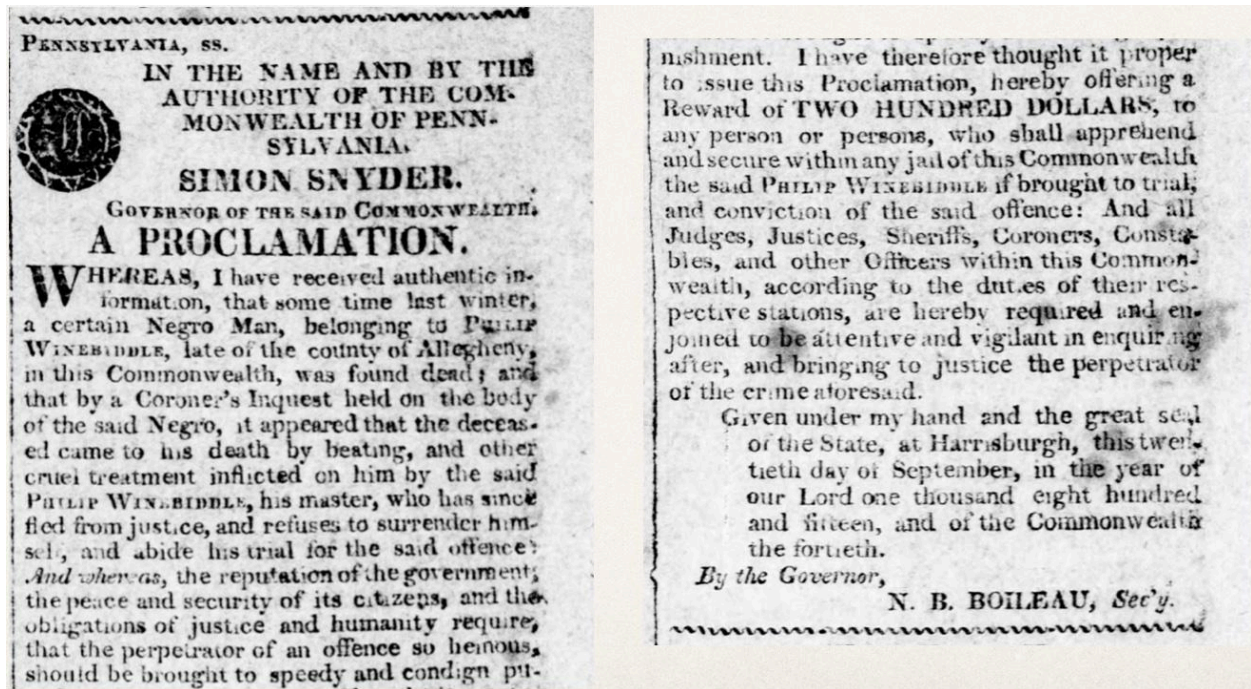 PENNSYLVANIA, ss.
IN THE NAME AND BY THE
AUTHORITY OF THE COM-
MONWEALTH OF PENN-
SYLVANIA.
SIMON SNYDER.
GOVERNOR OF THE SAID COMMONWEALTH.
A PROCLAMATION.
WHEREAS, I have received authentic in-
formation, that some time last winter,
a certain Negro Man, belonging to PHILIP
WINEBIDDLE, late of the county of Allegheny,
in this Commonwealth, was found dead; and
that by a Coroner's Inquest held on the body
of the said Negro, it appeared that the deceas-
ed came to his death by beating, and other
cruel treatment inflicted on him by the said
PHILIP WINEBIDDLE, his master, who has since
fled from justice, and refuses to surrender him-
self, and abide his trial for the said offence:
And whereas, the reputation of the government,
the peace and security of its citizens, and the
obligations of justice and humanity require,
that the perpetrator of an offence so heinous,
should be brought to speedy and condign pu-
nishment. I have therefore thought it proper
to issue this Proclamation, hereby offering a
Reward of TWO HUNDRED DOLLARS, to
any person or persons, who shall apprehend
and secure within any jail of this Commonwealth
the said PHILIP WINEBIDDLE if brought to trial,
and conviction of the said offence: And all
Judges, Justices, Sheriffs, Coroners, Consta-
bles, and other Officers within this Common-
wealth, according to the duties of their res-
pective stations, are hereby required and en-
joined to be attentive and vigilant in enquiring
after, and bringing to justice the perpetrator
of the crime aforesaid.
Given under my hand and the great seal
of the State, at Harrisburgh, this twen-
tieth day of September, in the year of
our Lord one thousand eight hundred
and fifteen, and of the Commonwealth
the fortieth.
By the Governor,
N. B. BOILEAU, Sec'y.